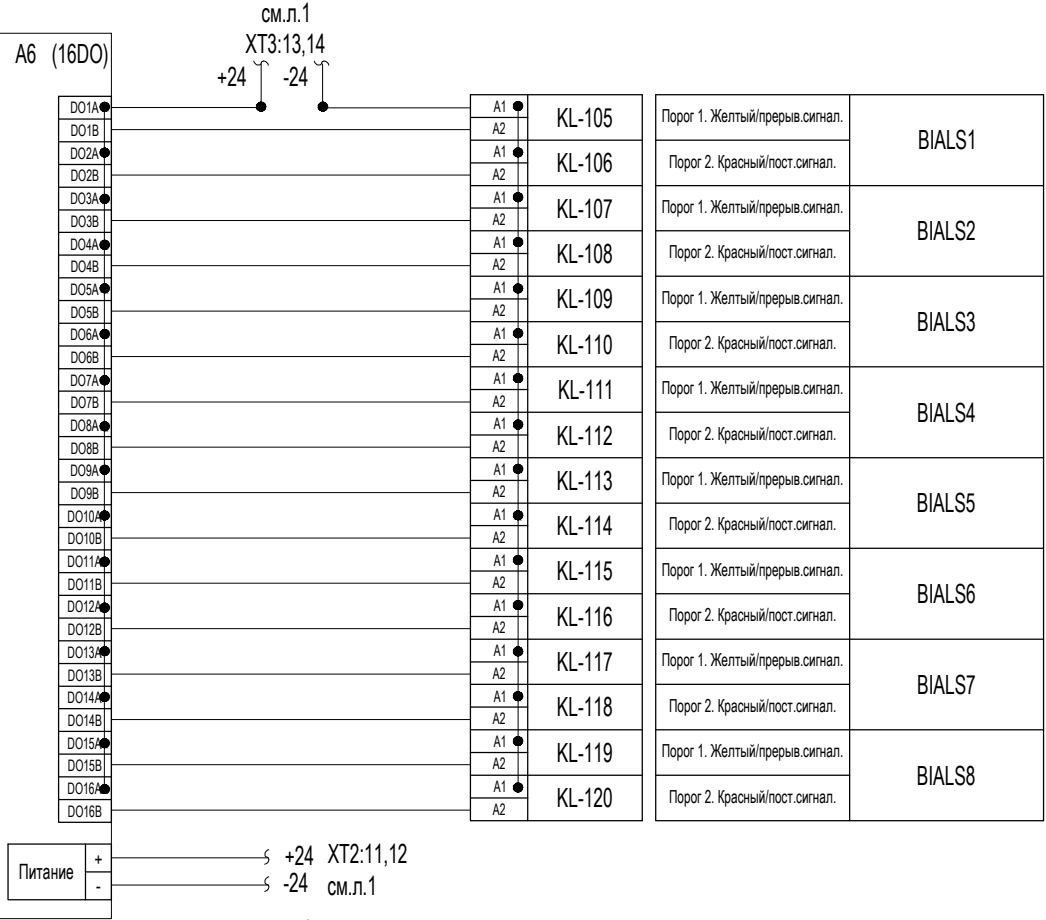 см.л.1
XT3:13,14
+24 -24
A6 (16DO)
DO1A A1 KL-105 Порог 1. Желтый/прерыв.сигнал. BIALS1
DO1B A2
DO2A A1 KL-106 Порог 2. Красный/пост.сигнал.
DO2B A2
DO3A A1 KL-107 Порог 1. Желтый/прерыв.сигнал. BIALS2
DO3B A2
DO4A A1 KL-108 Порог 2. Красный/пост.сигнал.
DO4B A2
DO5A A1 KL-109 Порог 1. Желтый/прерыв.сигнал. BIALS3
DO5B A2
DO6A A1 KL-110 Порог 2. Красный/пост.сигнал.
DO6B A2
DO7A A1 KL-111 Порог 1. Желтый/прерыв.сигнал. BIALS4
DO7B A2
DO8A A1 KL-112 Порог 2. Красный/пост.сигнал.
DO8B A2
DO9A A1 KL-113 Порог 1. Желтый/прерыв.сигнал. BIALS5
DO9B A2
DO10A A1 KL-114 Порог 2. Красный/пост.сигнал.
DO10B A2
DO11A A1 KL-115 Порог 1. Желтый/прерыв.сигнал. BIALS6
DO11B A2
DO12A A1 KL-116 Порог 2. Красный/пост.сигнал.
DO12B A2
DO13A A1 KL-117 Порог 1. Желтый/прерыв.сигнал. BIALS7
DO13B A2
DO14A A1 KL-118 Порог 2. Красный/пост.сигнал.
DO14B A2
DO15A A1 KL-119 Порог 1. Желтый/прерыв.сигнал. BIALS8
DO15B A2
DO16A A1 KL-120 Порог 2. Красный/пост.сигнал.
DO16B A2
Питание + +24 XT2:11,12
- -24 см.л.1